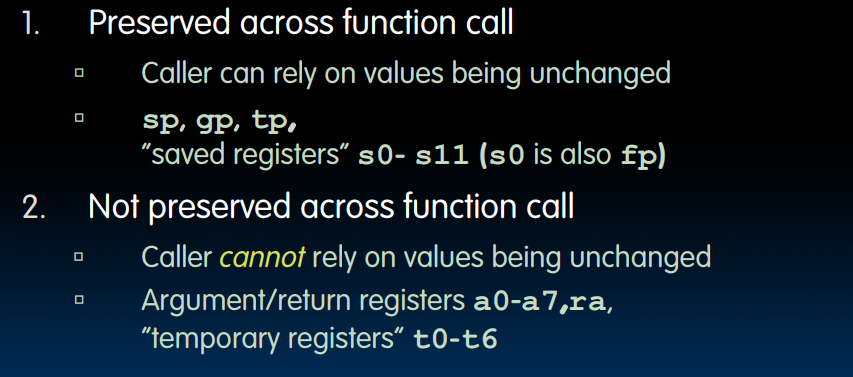 1. Preserved across function call
▫ Caller can rely on values being unchanged
▫ sp, gp, tp,
"saved registers" s0- s11 (s0 is also fp)
2. Not preserved across function call
▫ Caller cannot rely on values being unchanged
▫ Argument/return registers a0-a7,ra,
"temporary registers" t0-t6